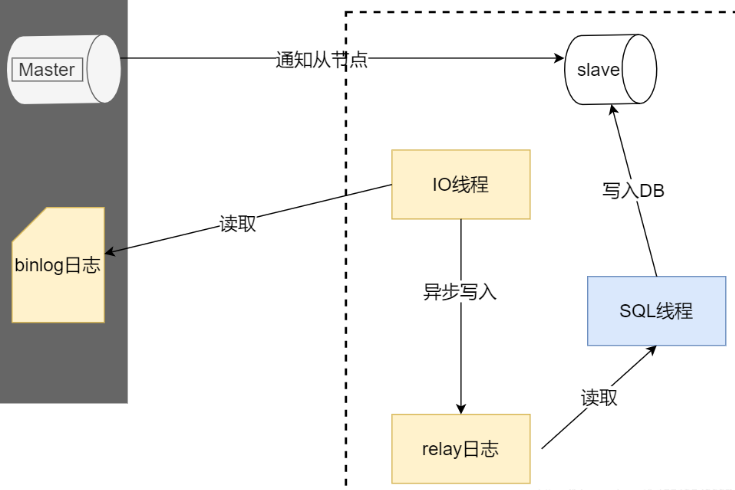 Master
通知从节点
slave
IO线程
写入DB
读取
binlog日志
异步写入
SQL线程
读取
relay日志